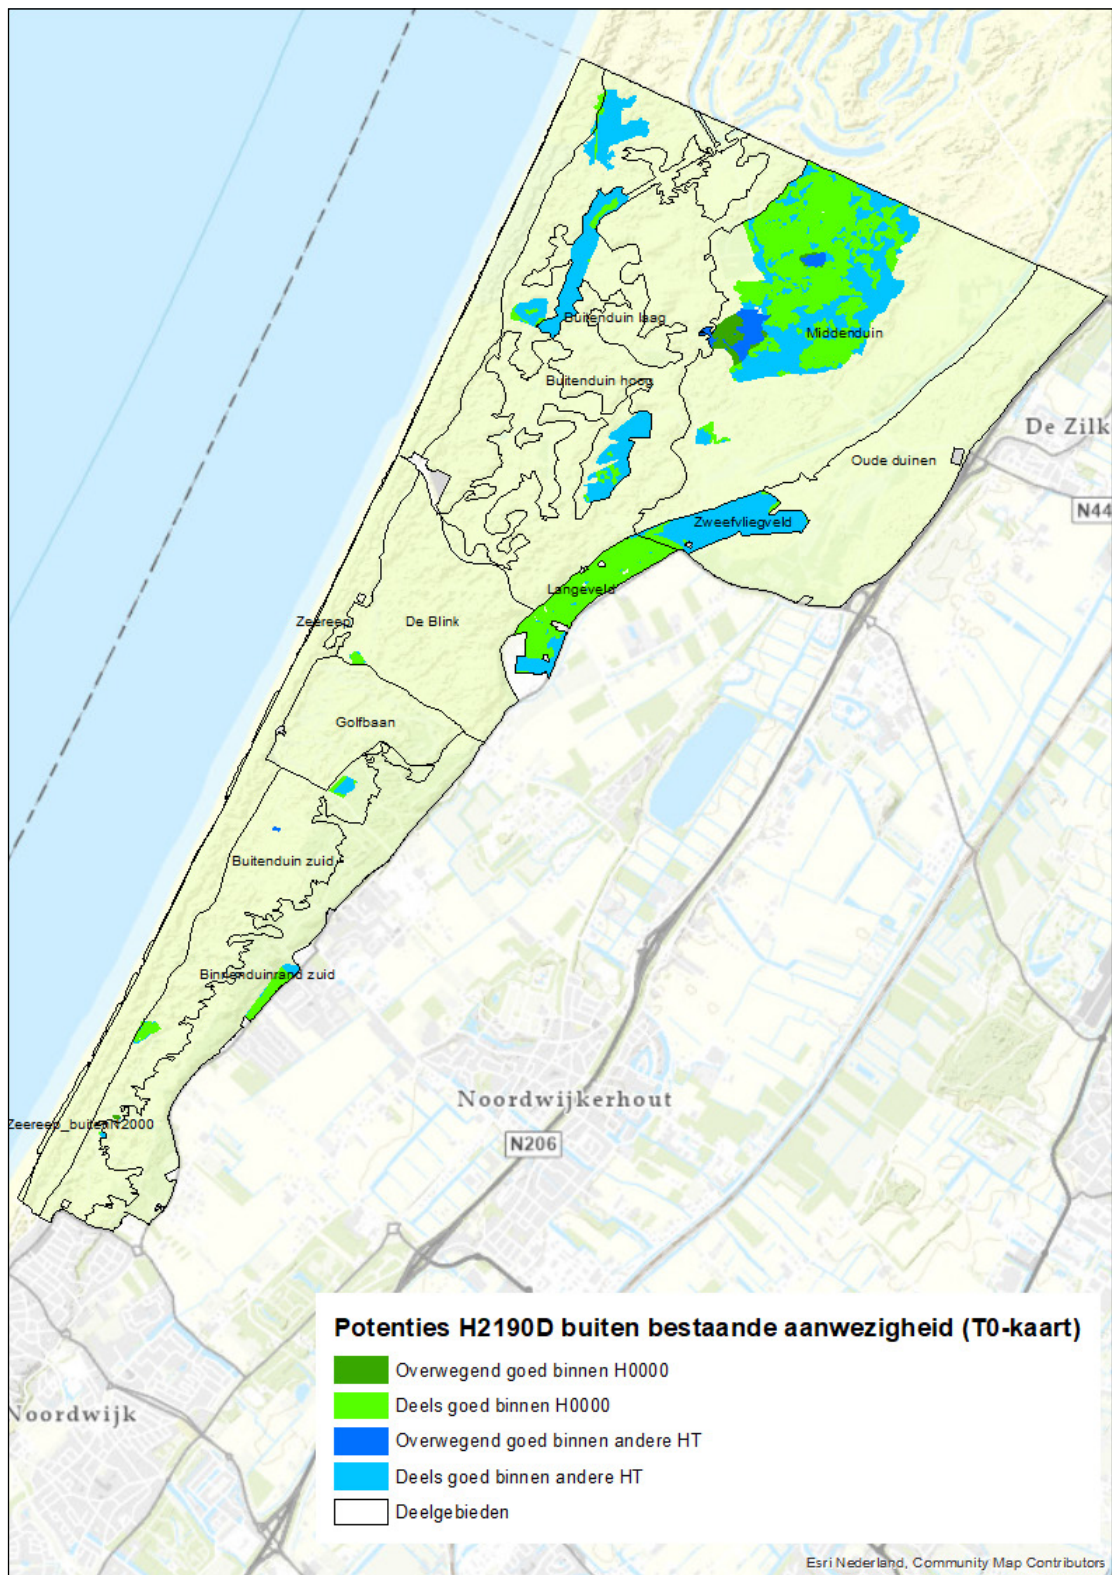 Buitenduin laag
Middenduin
Buitenduin hoog
De Zilk
Oude duinen
N44
Zweefvliegveld
Langeveld
Zeereep
De Blink
Golfbaan
Buitenduin zuid
Binnenduinrand zuid
Noordwijkerhout
Zeereep_buitenN2000
N206
Noordwijk
Potenties H2190D buiten bestaande aanwezigheid (T0-kaart)
Overwegend goed binnen H0000
Deels goed binnen H0000
Overwegend goed binnen andere HT
Deels goed binnen andere HT
Deelgebieden
Esri Nederland, Community Map Contributors